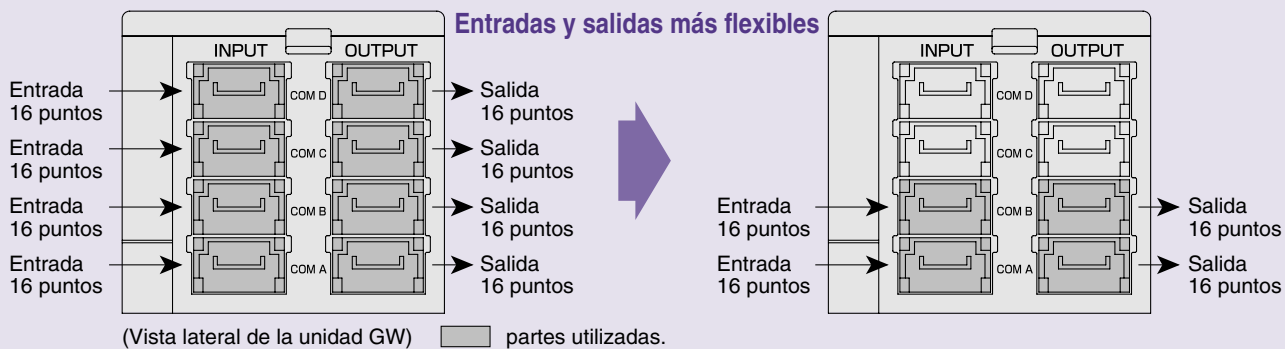 Entradas y salidas más flexibles
INPUT OUTPUT
Entrada
16 puntos
COM D
Salida
16 puntos
Entrada
16 puntos
COM C
Salida
16 puntos
Entrada
16 puntos
COM B
Salida
16 puntos
Entrada
16 puntos
COM A
Salida
16 puntos
INPUT OUTPUT
COM D
COM C
Entrada
16 puntos
COM B
Salida
16 puntos
Entrada
16 puntos
COM A
Salida
16 puntos
(Vista lateral de la unidad GW) partes utilizadas.